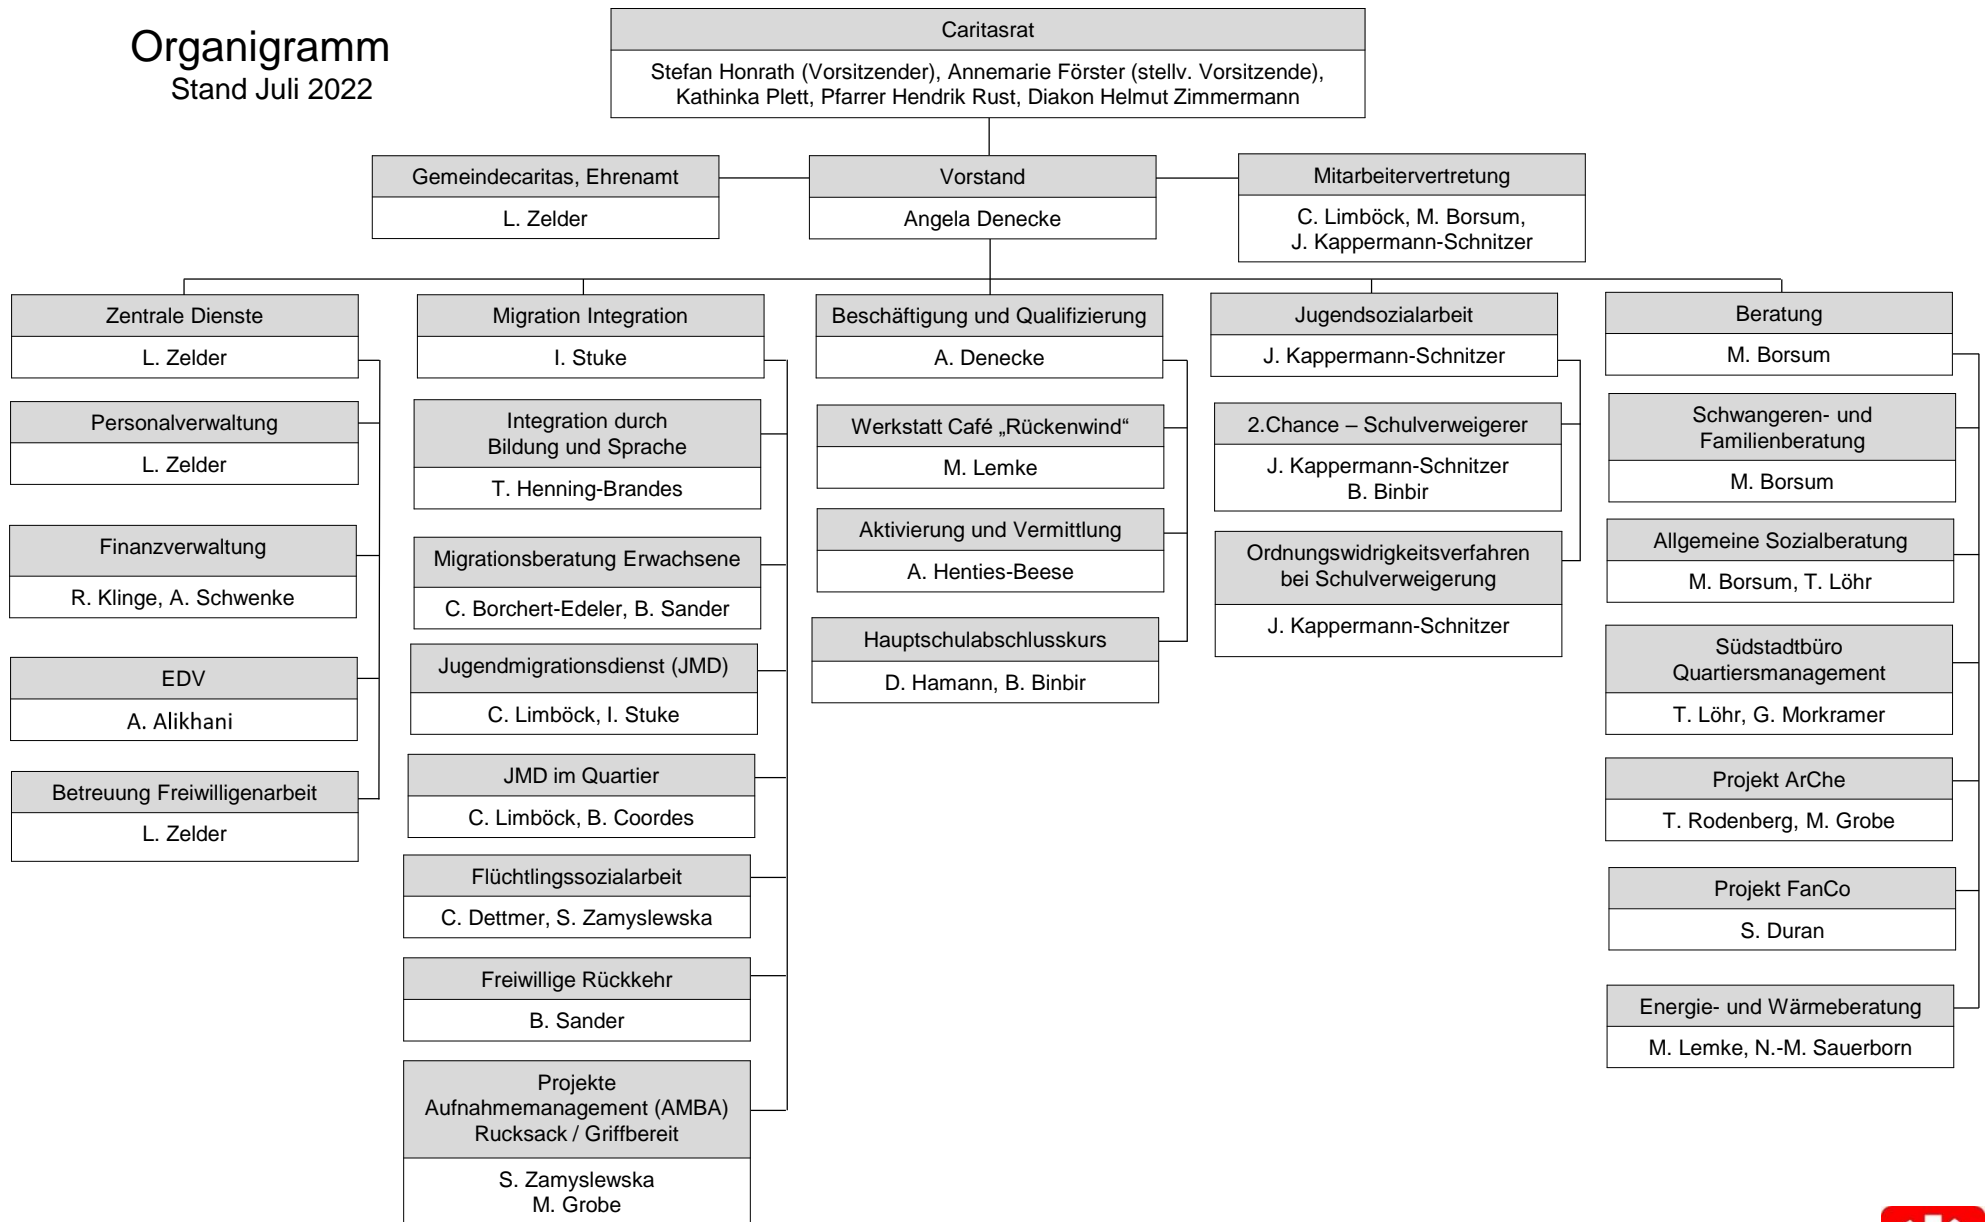 Organigramm
Stand Juli 2022
Caritasrat
Stefan Honrath (Vorsitzender), Annemarie Förster (stellv. Vorsitzende),
Kathinka Plett, Pfarrer Hendrik Rust, Diakon Helmut Zimmermann
Gemeindecaritas, Ehrenamt
L. Zelder
Vorstand
Angela Denecke
Mitarbeitervertretung
C. Limböck, M. Borsum,
J. Kappermann-Schnitzer
Zentrale Dienste
L. Zelder
Personalverwaltung
L. Zelder
Finanzverwaltung
R. Klinge, A. Schwenke
EDV
A. Alikhani
Betreuung Freiwilligenarbeit
L. Zelder
Migration Integration
I. Stuke
Integration durch
Bildung und Sprache
T. Henning-Brandes
Migrationsberatung Erwachsene
C. Borchert-Edeler, B. Sander
Jugendmigrationsdienst (JMD)
C. Limböck, I. Stuke
JMD im Quartier
C. Limböck, B. Coordes
Flüchtlingssozialarbeit
C. Dettmer, S. Zamyslewska
Freiwillige Rückkehr
B. Sander
Projekte
Aufnahmemanagement (AMBA)
Rucksack / Griffbereit
S. Zamyslewska
M. Grobe
Beschäftigung und Qualifizierung
A. Denecke
Werkstatt Café „Rückenwind“
M. Lemke
Aktivierung und Vermittlung
A. Henties-Beese
Hauptschulabschlusskurs
D. Hamann, B. Binbir
Jugendsozialarbeit
J. Kappermann-Schnitzer
2.Chance – Schulverweigerer
J. Kappermann-Schnitzer
B. Binbir
Ordnungswidrigkeitsverfahren
bei Schulverweigerung
J. Kappermann-Schnitzer
Beratung
M. Borsum
Schwangeren- und
Familienberatung
M. Borsum
Allgemeine Sozialberatung
M. Borsum, T. Löhr
Südstadtbüro
Quartiersmanagement
T. Löhr, G. Morkramer
Projekt ArChe
T. Rodenberg, M. Grobe
Projekt FanCo
S. Duran
Energie- und Wärmeberatung
M. Lemke, N.-M. Sauerborn